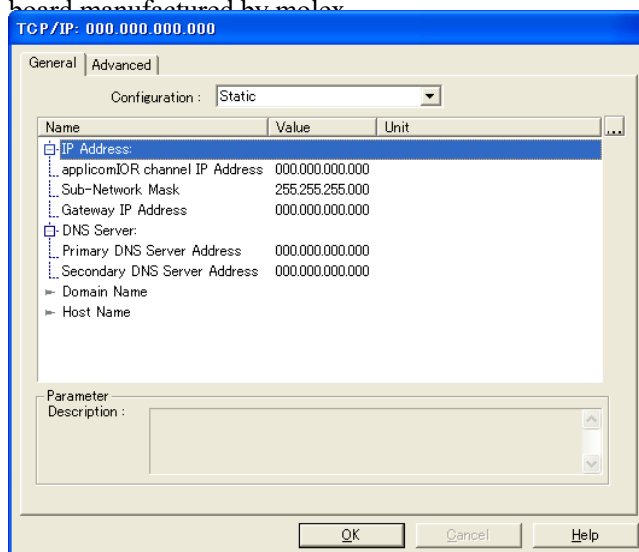 board manufactured by molex
TCP/IP: 000.000.000.000
General Advanced
Configuration : Static
Name Value Unit ...
IP Address:
applicomIOR channel IP Address 000.000.000.000
Sub-Network Mask 255.255.255.000
Gateway IP Address 000.000.000.000
DNS Server:
Primary DNS Server Address 000.000.000.000
Secondary DNS Server Address 000.000.000.000
Domain Name
Host Name
Parameter
Description :
OK Cancel Help